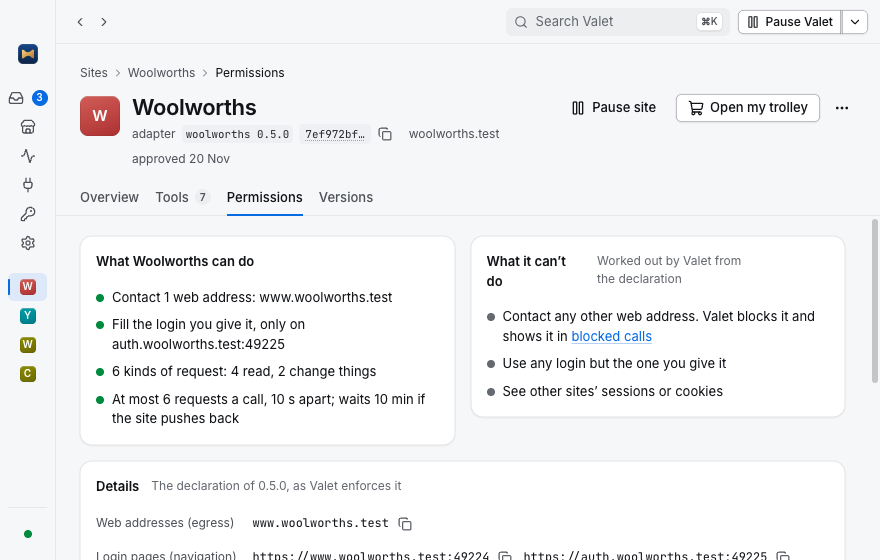 Search Valet
⌘K
Pause Valet
3
Sites
Woolworths
Permissions
W
Woolworths
Pause site
Open my trolley
adapter
woolworths 0.5.0
7ef972bf…
woolworths.test
approved 20 Nov
Overview
Tools 7
Permissions
Versions
W
Y
W
C
What Woolworths can do
Contact 1 web address: www.woolworths.test
Fill the login you give it, only on
auth.woolworths.test:49225
6 kinds of request: 4 read, 2 change things
At most 6 requests a call, 10 s apart; waits 10 min if
the site pushes back
What it can’t
do
Worked out by Valet from
the declaration
Contact any other web address. Valet blocks it and
shows it in blocked calls
Use any login but the one you give it
See other sites’ sessions or cookies
Details
The declaration of 0.5.0, as Valet enforces it
Web addresses (egress)
www.woolworths.test
Login pages (navigation)
https://www.woolworths.test:49224
https://auth.woolworths.test:49225